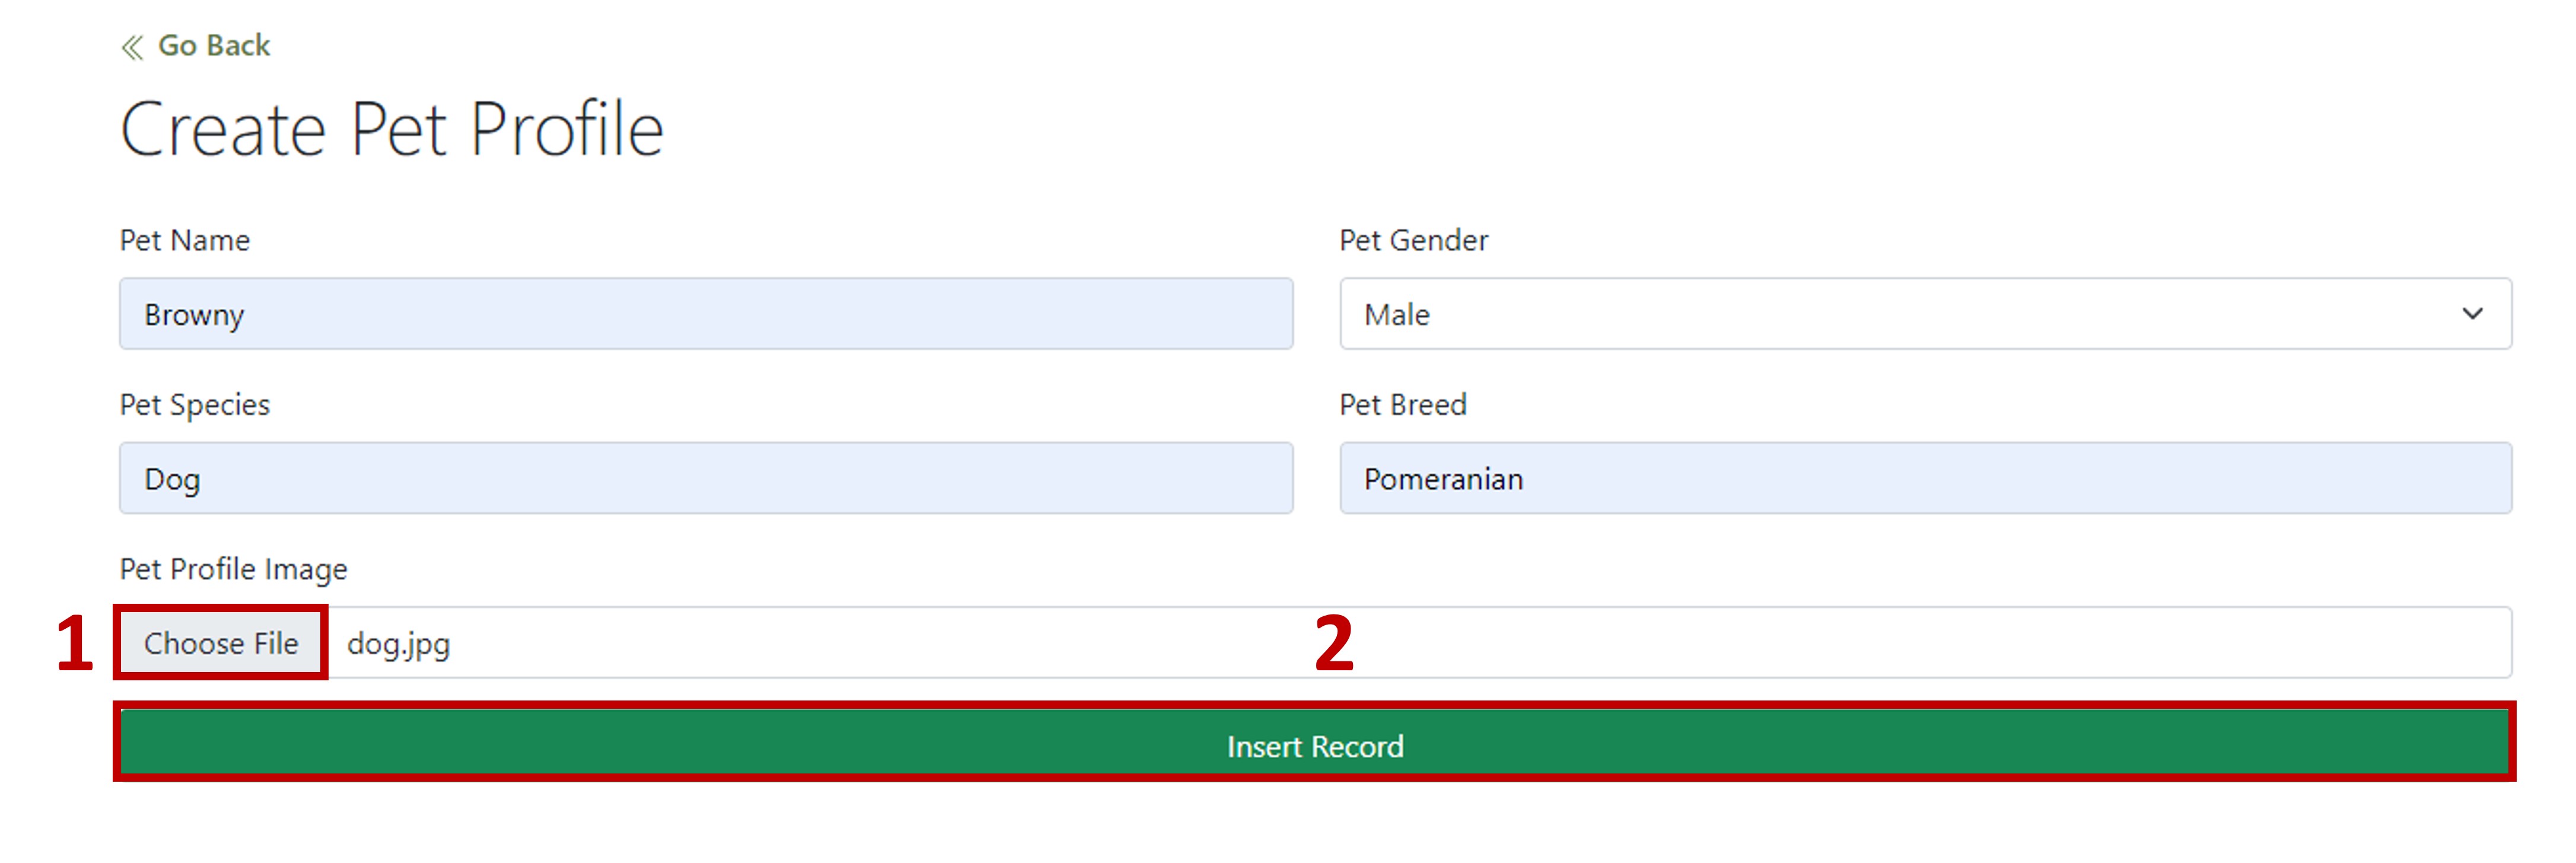 Go Back
Create Pet Profile
Pet Name
Pet Gender
Browny
Male
Pet Species
Pet Breed
Dog
Pomeranian
Pet Profile Image
1 Choose File dog.jpg 2
Insert Record